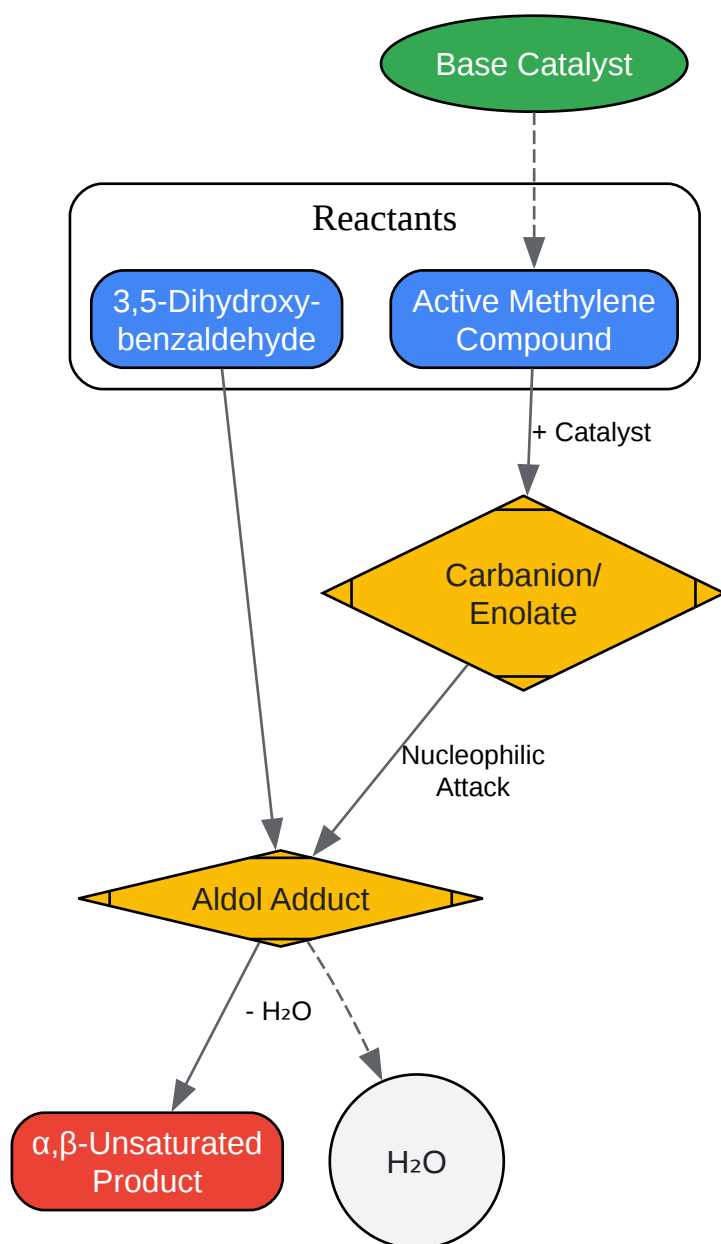 Base Catalyst
Reactants
3,5-Dihydroxy-
benzaldehyde
Active Methylene
Compound
+ Catalyst
Carbanion/
Enolate
Nucleophilic
Attack
Aldol Adduct
- H₂O
α,β-Unsaturated
Product
H₂O